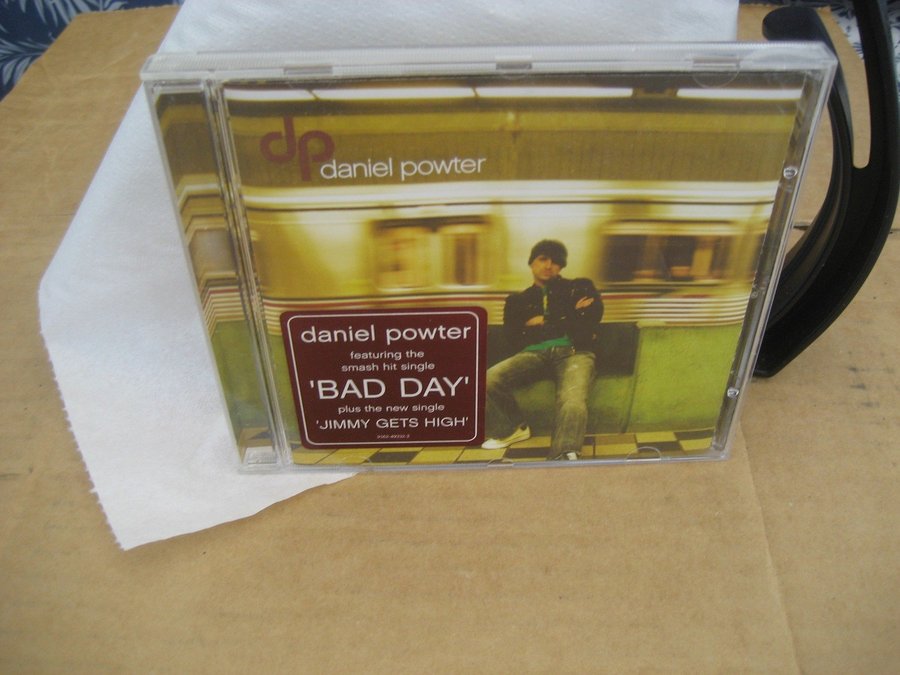 dp
daniel powter
daniel powter
featuring the
smash hit single
'BAD DAY'
plus the new single
'JIMMY GETS HIGH'